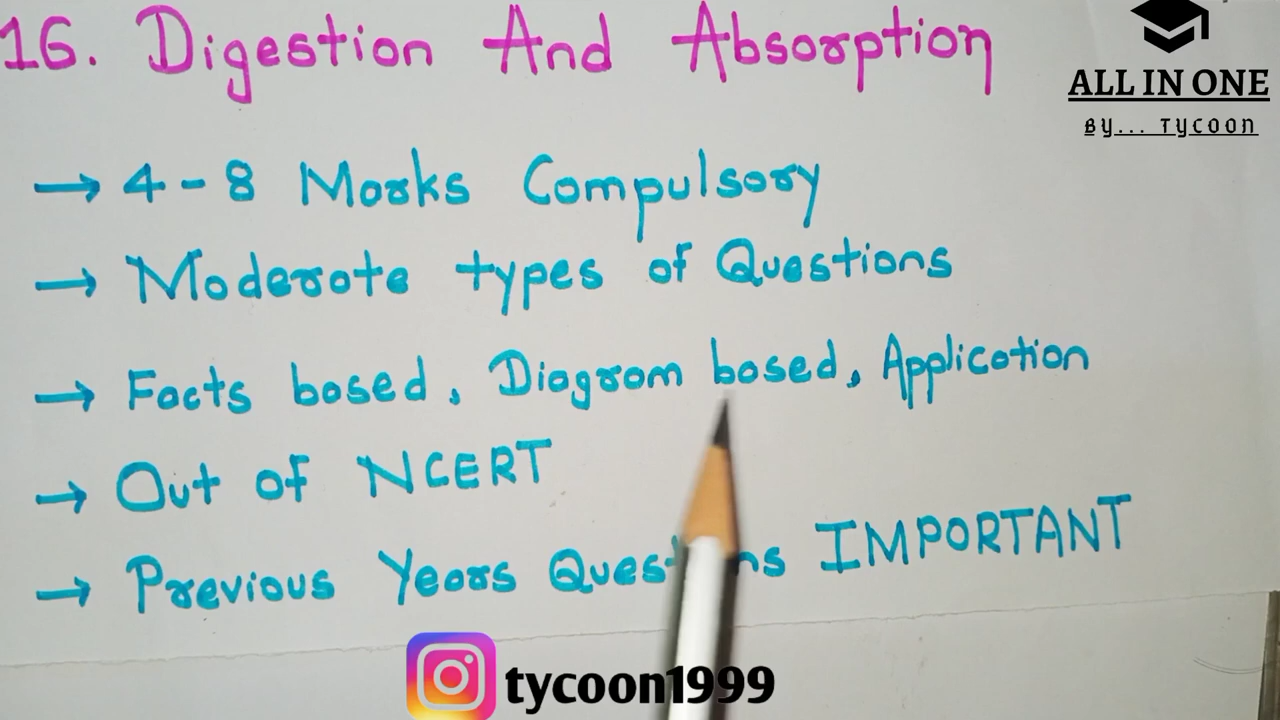 16. Digestion And Absorption
ALL IN ONE
BY... TYCOON
→ 4-8 Marks Compulsory
→ Moderate types of Questions
→ Facts based, Diagram based, Application
→ Out of NCERT
→ Previous Years Questions IMPORTANT
tycoon1999